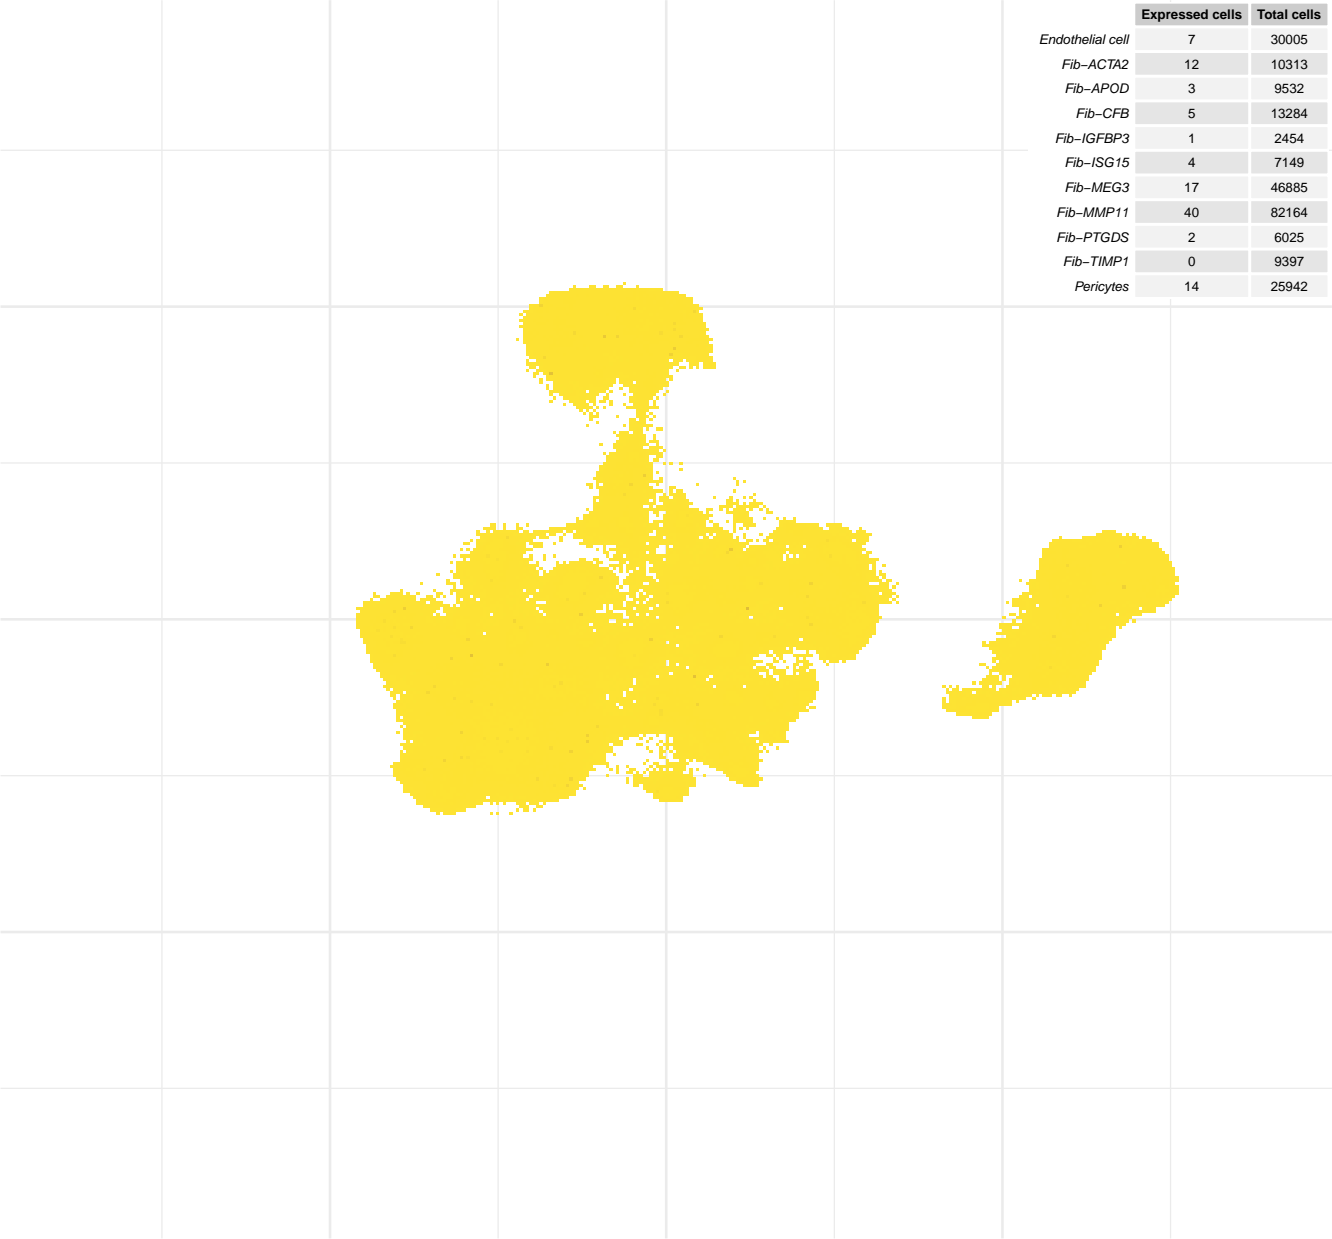 Expressed cells Total cells
Endothelial cell 7 30005
Fib−ACTA2 12 10313
Fib−APOD 3 9532
Fib−CFB 5 13284
Fib−IGFBP3 1 2454
Fib−ISG15 4 7149
Fib−MEG3 17 46885
Fib−MMP11 40 82164
Fib−PTGDS 2 6025
Fib−TIMP1 0 9397
Pericytes 14 25942